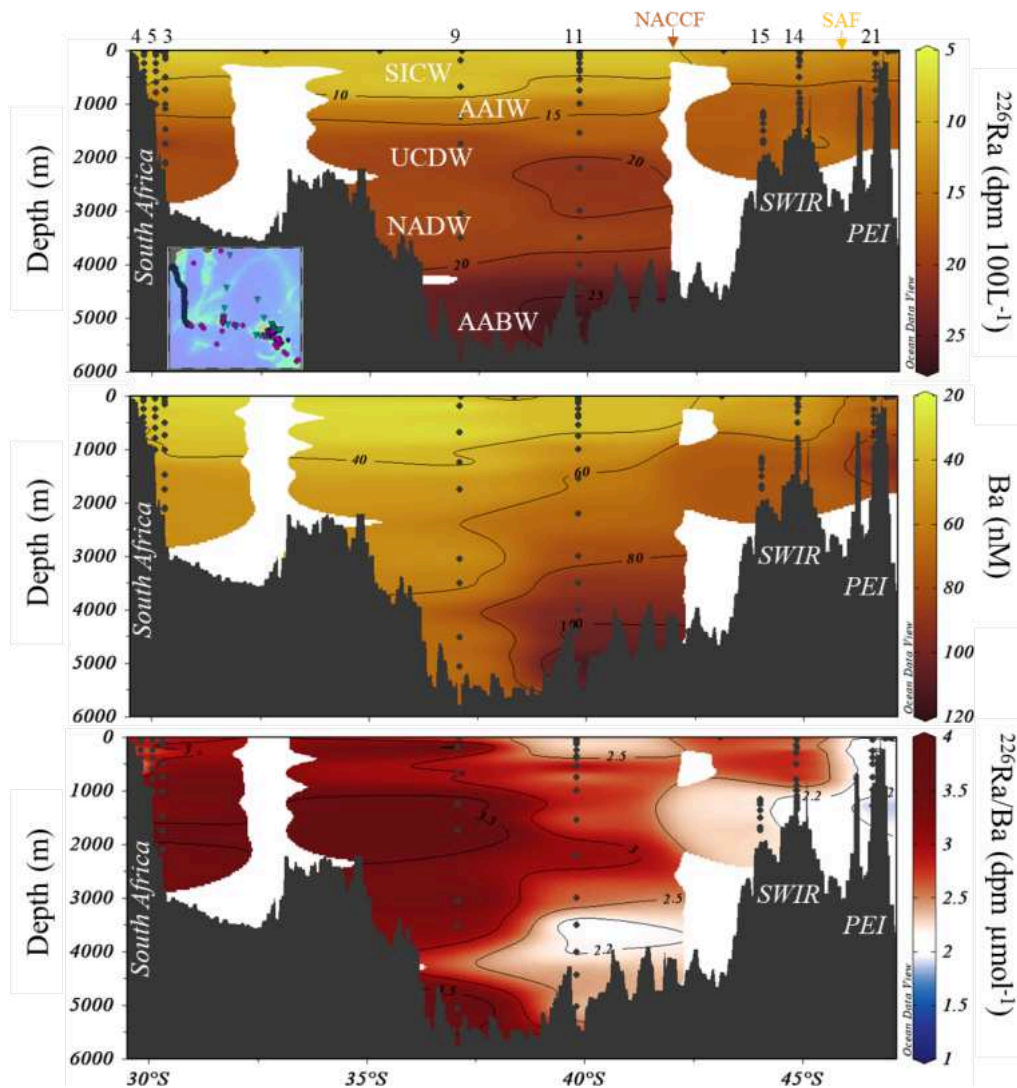 NACCF SAF
4 5 3 9 11 15 14 21
0
1000
2000
3000
4000
5000
6000
Depth (m)
South Africa
SICW
AAIW
UCDW
NADW
AABW
10
15
20
20
25
SWIR
PEI
Ocean Data View
5
10
15
20
25
²²⁶Ra (dpm 100L⁻¹)
0
1000
2000
3000
4000
5000
6000
Depth (m)
South Africa
40
60
80
100
SWIR
PEI
Ocean Data View
20
40
60
80
100
120
Ba (nM)
0
1000
2000
3000
4000
5000
6000
Depth (m)
South Africa
2.5
2.2
3.5
3
2.5
2.2
SWIR
PEI
Ocean Data View
4
3.5
3
2.5
2
1.5
1
²²⁶Ra/Ba (dpm µmol⁻¹)
30°S 35°S 40°S 45°S